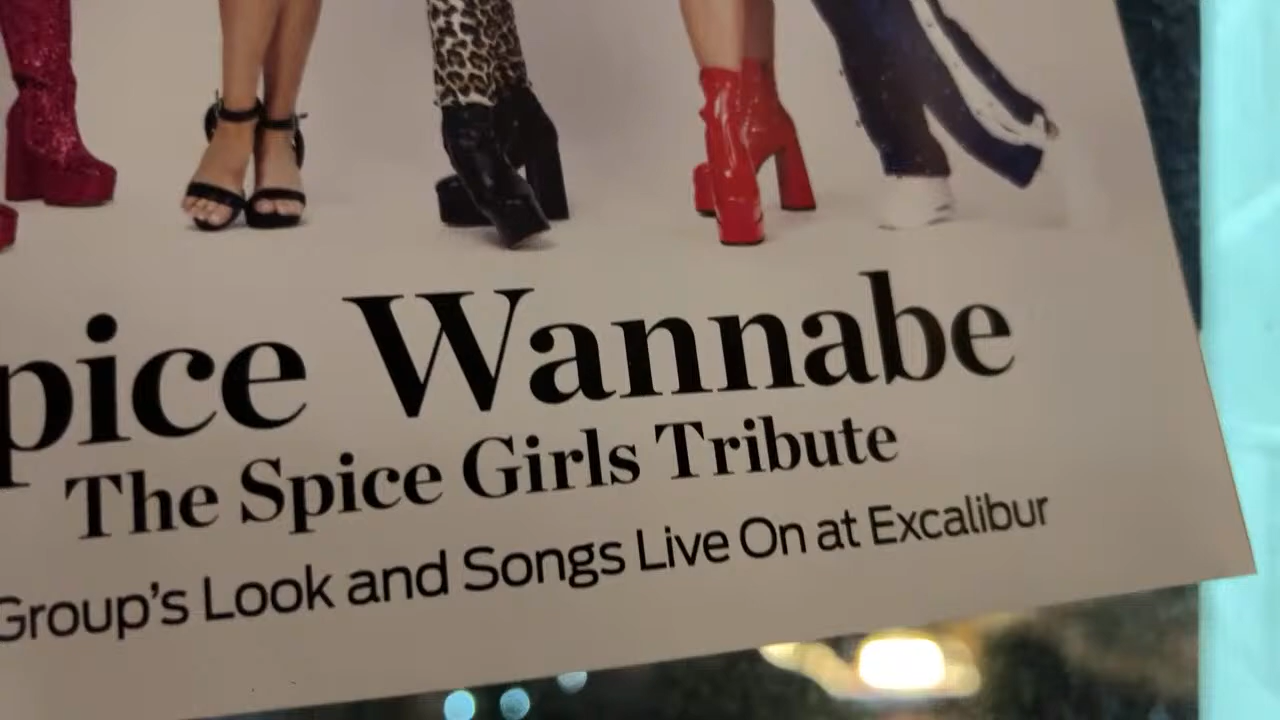 pice Wannabe
The Spice Girls Tribute
Group's Look and Songs Live On at Excalibur